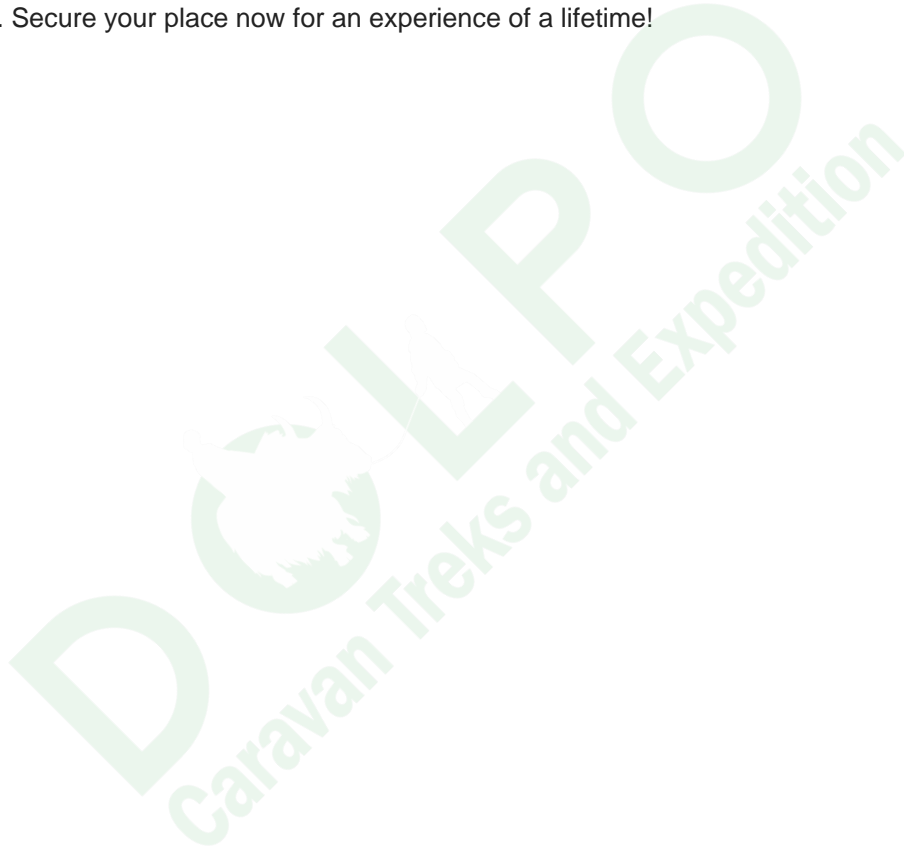 . Secure your place now for an experience of a lifetime!
DOLPO
Caravan Treks and Expedition